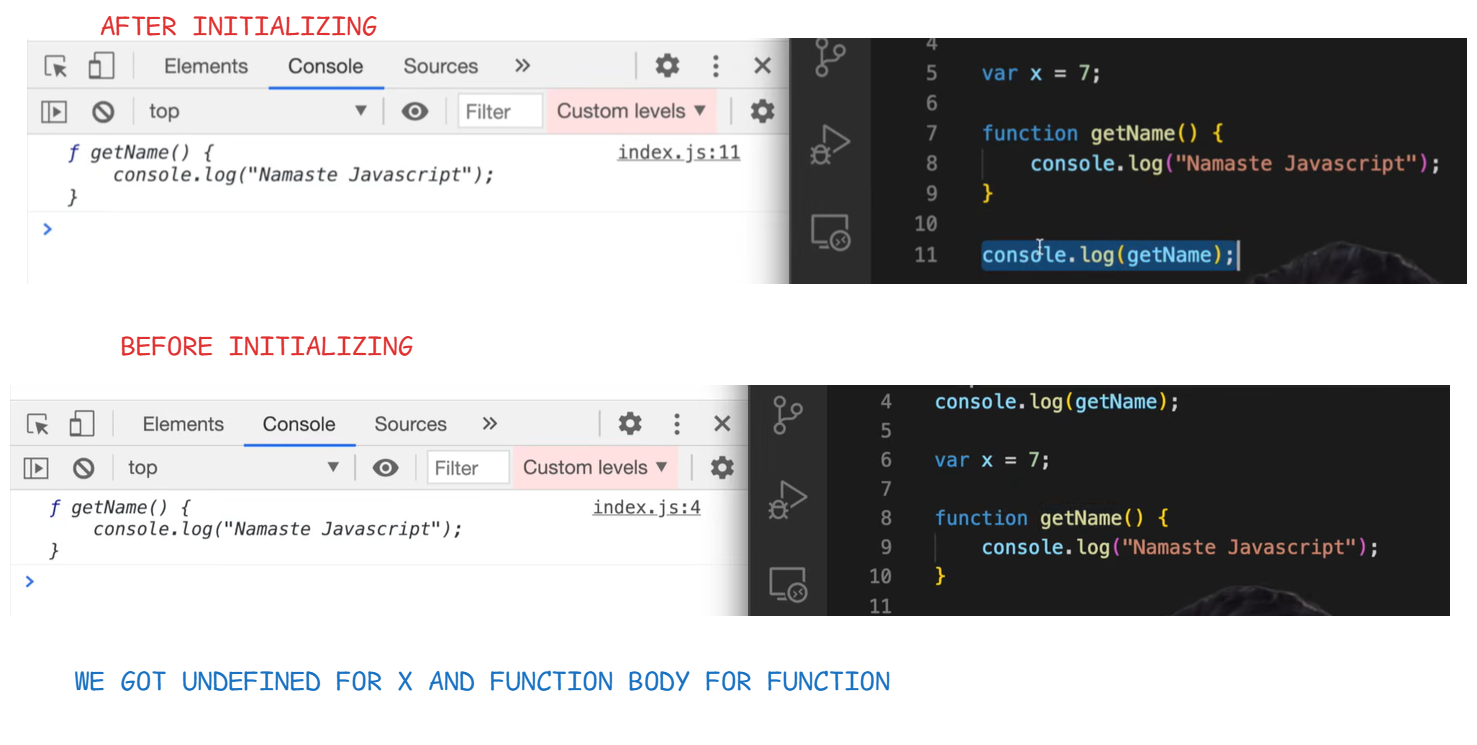 AFTER INITIALIZING
Elements Console Sources »
top ▼ Filter Custom levels ▼
f getName() { index.js:11
console.log("Namaste Javascript");
}
>
4
5 var x = 7;
6
7 function getName() {
8 console.log("Namaste Javascript");
9 }
10
11 console.log(getName);
BEFORE INITIALIZING
Elements Console Sources »
top ▼ Filter Custom levels ▼
f getName() { index.js:4
console.log("Namaste Javascript");
}
>
4 console.log(getName);
5
6 var x = 7;
7
8 function getName() {
9 console.log("Namaste Javascript");
10 }
11
WE GOT UNDEFINED FOR X AND FUNCTION BODY FOR FUNCTION